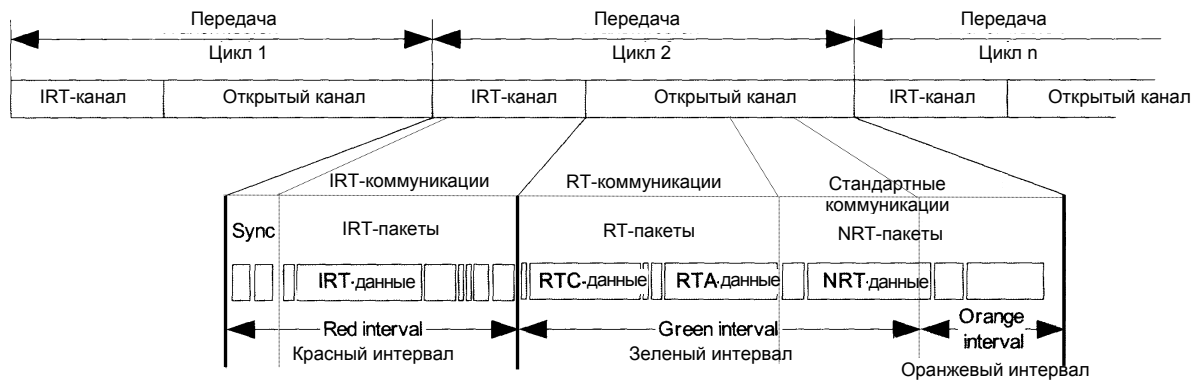 Передача
Передача
Передача
Цикл 1
Цикл 2
Цикл n
IRT-канал
Открытый канал
IRT-канал
Открытый канал
IRT-канал
Открытый канал
IRT-коммуникации
RT-коммуникации
Стандартные
коммуникации
Sync
IRT-пакеты
RT-пакеты
NRT-пакеты
IRT-данные
RTC-данные
RTA-данные
NRT-данные
Red interval
Green interval
Orange
interval
Красный интервал
Зеленый интервал
Оранжевый интервал